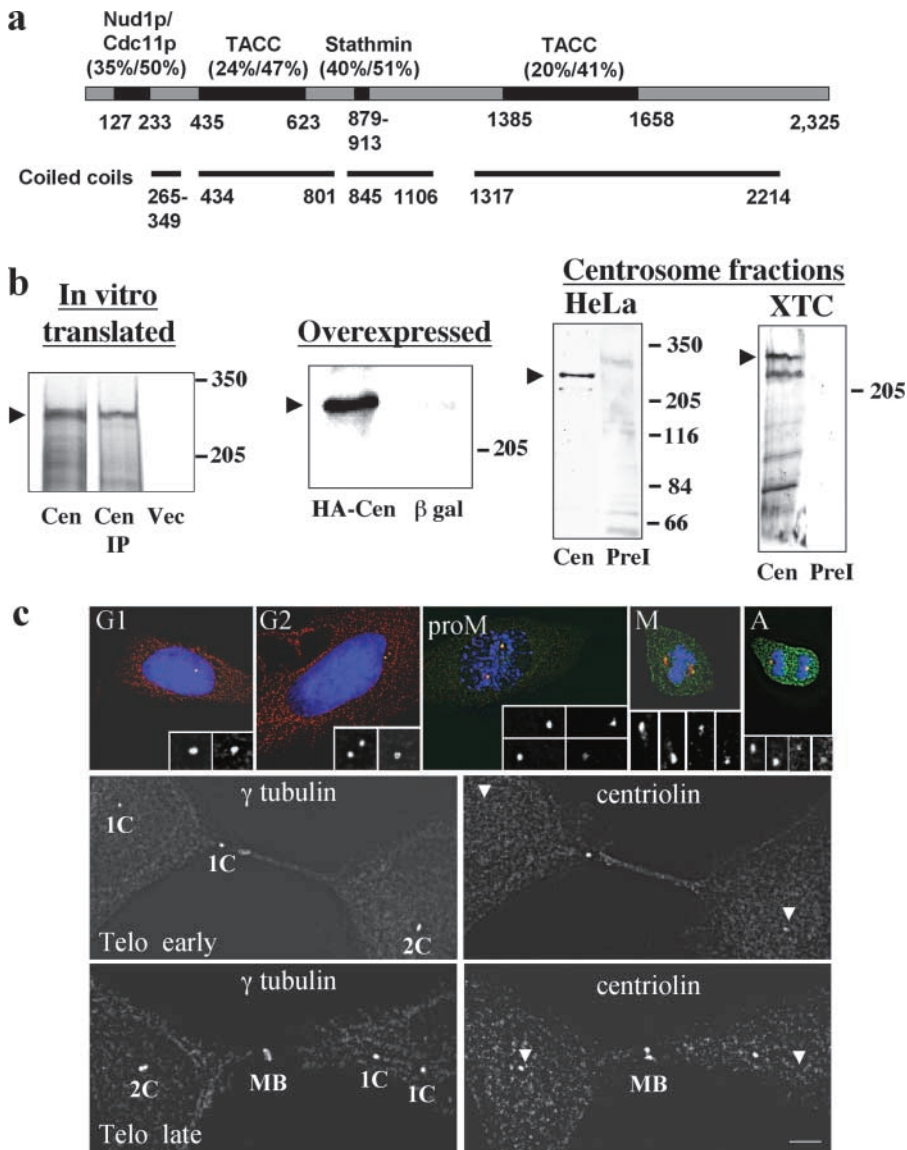 a
Nud1p/
Cdc11p
(35%/50%)
TACC
(24%/47%)
Stathmin
(40%/51%)
TACC
(20%/41%)
127 233 435 623 879-
913
1385 1658 2,325
Coiled coils
265-
349
434 801 845 1106 1317 2214
b
In vitro
translated
350
205
Cen Cen Vec
IP
Overexpressed
205
HA-Cen β gal
Centrosome fractions
HeLa
350
205
116
84
66
Cen PreI
XTC
205
Cen PreI
c
G1
G2
proM
M
A
γ tubulin
1C
1C
2C
Telo early
centriolin
γ tubulin
2C
MB
1C
1C
Telo late
centriolin
MB